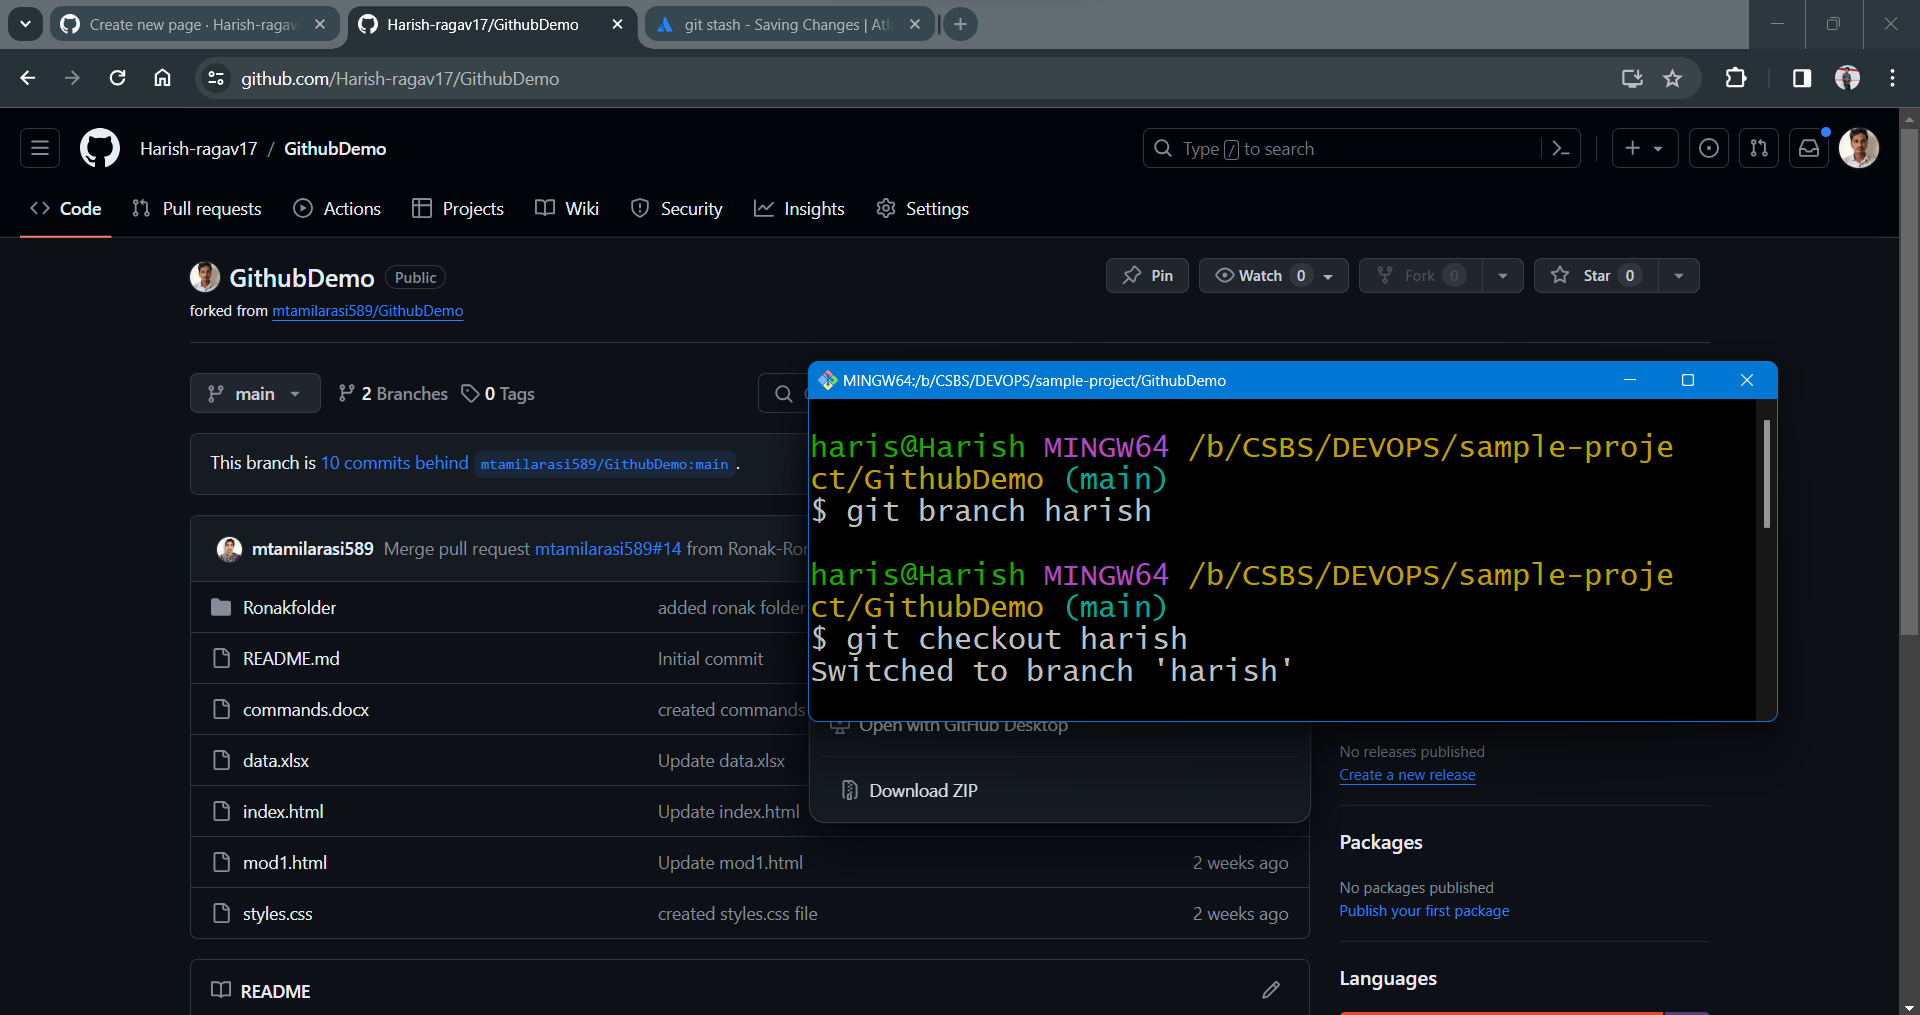 Create new page · Harish-ragav
Harish-ragav17/GithubDemo
git stash - Saving Changes | Atl
github.com/Harish-ragav17/GithubDemo
Harish-ragav17 / GithubDemo
Type / to search
Code
Pull requests
Actions
Projects
Wiki
Security
Insights
Settings
GithubDemo
Public
Pin
Watch 0
Fork 0
Star 0
forked from mtamilarasi589/GithubDemo
main
2 Branches
0 Tags
This branch is 10 commits behind mtamilarasi589/GithubDemo:main .
mtamilarasi589 Merge pull request mtamilarasi589#14 from Ronak-Ror
Ronakfolder
added ronak folder
README.md
Initial commit
commands.docx
created commands
data.xlsx
Update data.xlsx
index.html
Update index.html
mod1.html
Update mod1.html
2 weeks ago
styles.css
created styles.css file
2 weeks ago
README
MINGW64:/b/CSBS/DEVOPS/sample-project/GithubDemo
haris@Harish MINGW64 /b/CSBS/DEVOPS/sample-proje
ct/GithubDemo (main)
$ git branch harish
haris@Harish MINGW64 /b/CSBS/DEVOPS/sample-proje
ct/GithubDemo (main)
$ git checkout harish
Switched to branch 'harish'
Open with GitHub Desktop
Download ZIP
No releases published
Create a new release
Packages
No packages published
Publish your first package
Languages